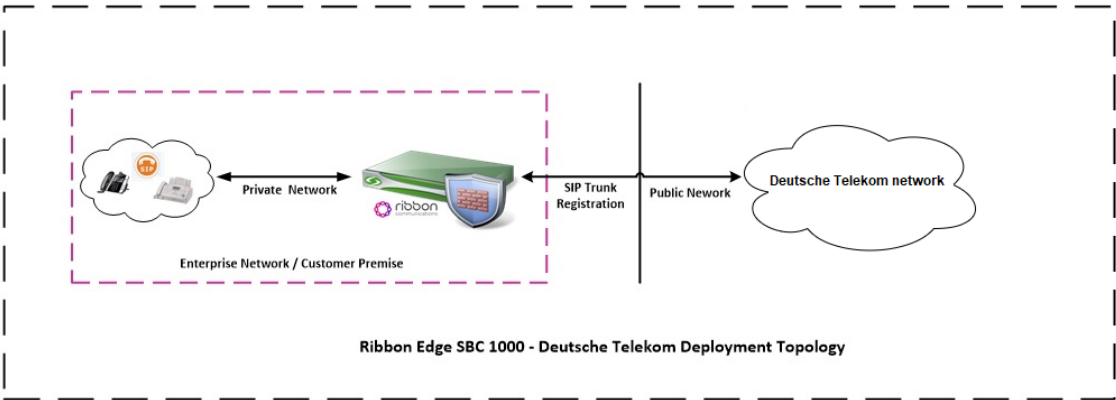 SIP
Private Network
ribbon
communications
SIP Trunk
Registration
Public Nework
Deutsche Telekom network
Enterprise Network / Customer Premise
Ribbon Edge SBC 1000 - Deutsche Telekom Deployment Topology